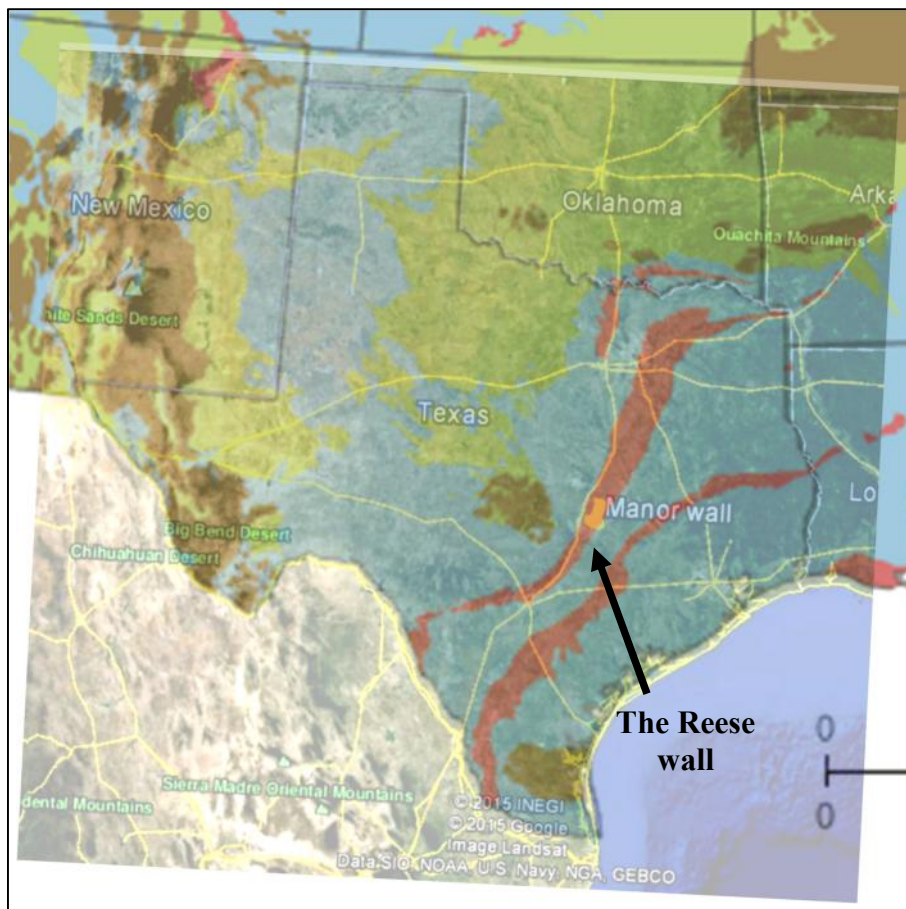 New Mexico
Oklahoma
Arka
Ouachita Mountains
hite Sands Desert
Texas
Manor wall
Lo
Big Bend Desert
Chihuahuan Desert
The Reese
wall
0
0
Sierra Madre Oriental Mountains
dental Mountains
© 2015 INEGI
© 2015 Google
Image Landsat
Data SIO, NOAA, U.S. Navy, NGA, GEBCO